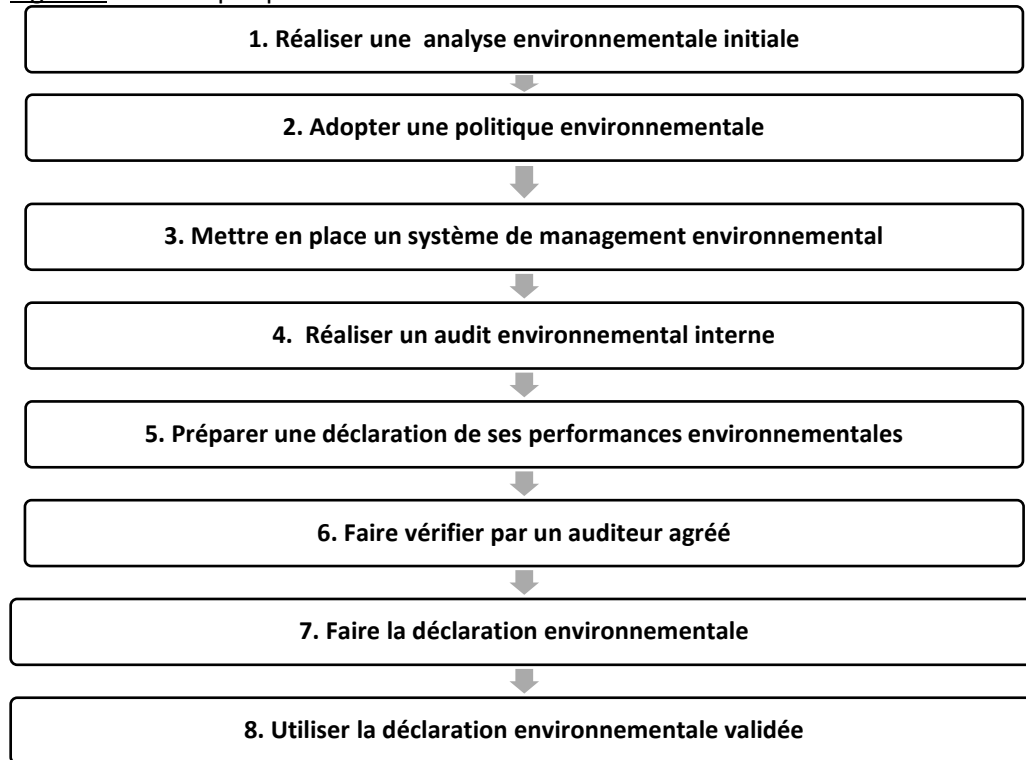 1. Réaliser une analyse environnementale initiale
2. Adopter une politique environnementale
3. Mettre en place un système de management environnemental
4. Réaliser un audit environnemental interne
5. Préparer une déclaration de ses performances environnementales
6. Faire vérifier par un auditeur agréé
7. Faire la déclaration environnementale
8. Utiliser la déclaration environnementale validée